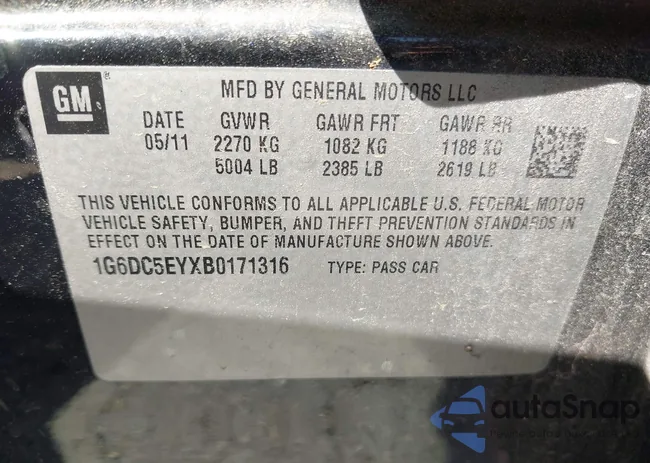 GM
MFD BY GENERAL MOTORS LLC
DATE GVWR GAWR FRT GAWR RR
05/11 2270 KG 1082 KG 1188 KG
5004 LB 2385 LB 2619 LB
THIS VEHICLE CONFORMS TO ALL APPLICABLE U.S. FEDERAL MOTOR
VEHICLE SAFETY, BUMPER, AND THEFT PREVENTION STANDARDS IN
EFFECT ON THE DATE OF MANUFACTURE SHOWN ABOVE.
1G6DC5EYXB0171316 TYPE: PASS CAR
autoSnap